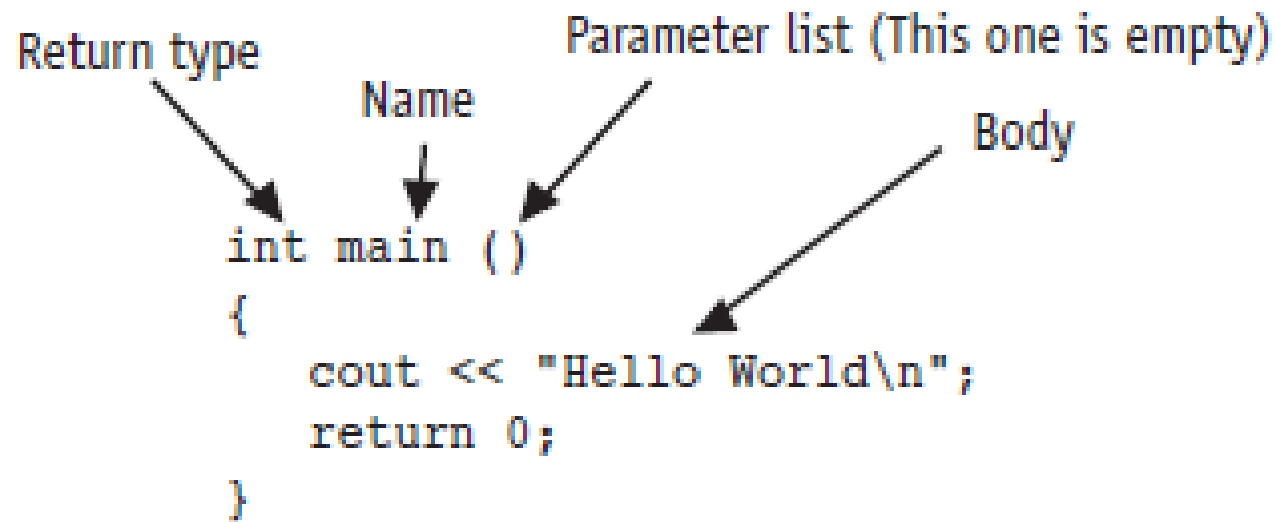 Return type
Name
Parameter list (This one is empty)
Body
int main ()
{
cout << "Hello World\n";
return 0;
}